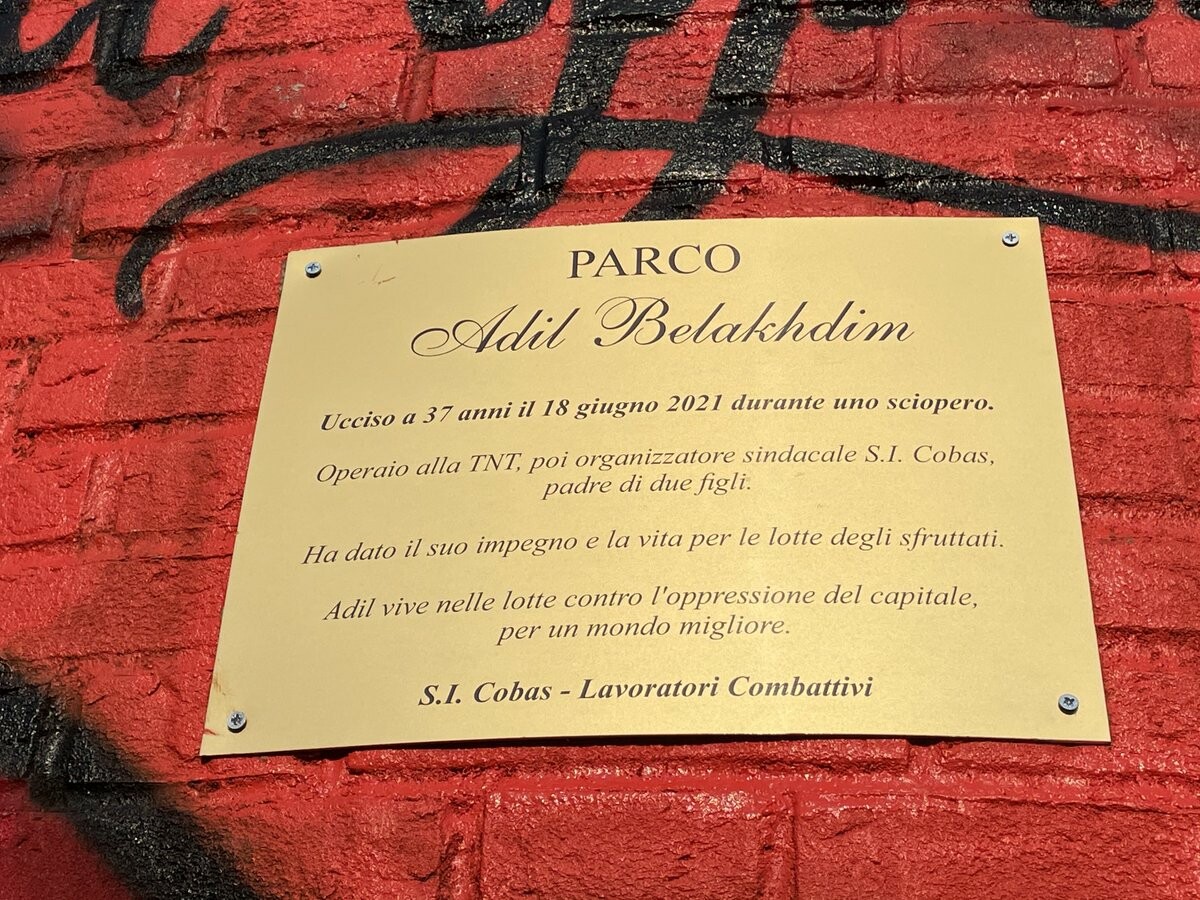 PARCO
Adil Belakhdim
Ucciso a 37 anni il 18 giugno 2021 durante uno sciopero.
Operaio alla TNT, poi organizzatore sindacale S.I. Cobas,
padre di due figli.
Ha dato il suo impegno e la vita per le lotte degli sfruttati.
Adil vive nelle lotte contro l'oppressione del capitale,
per un mondo migliore.
S.I. Cobas - Lavoratori Combattivi